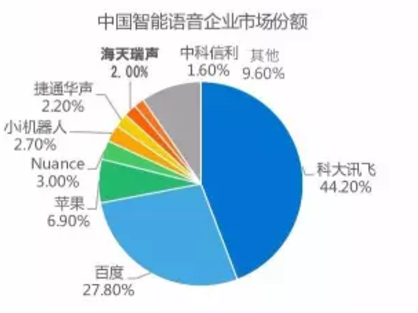 中国智能语音企业市场份额
海天瑞声
2.00%
中科信利
1.60%
其他
9.60%
捷通华声
2.20%
小i机器人
2.70%
Nuance
3.00%
苹果
6.90%
百度
27.80%
科大讯飞
44.20%